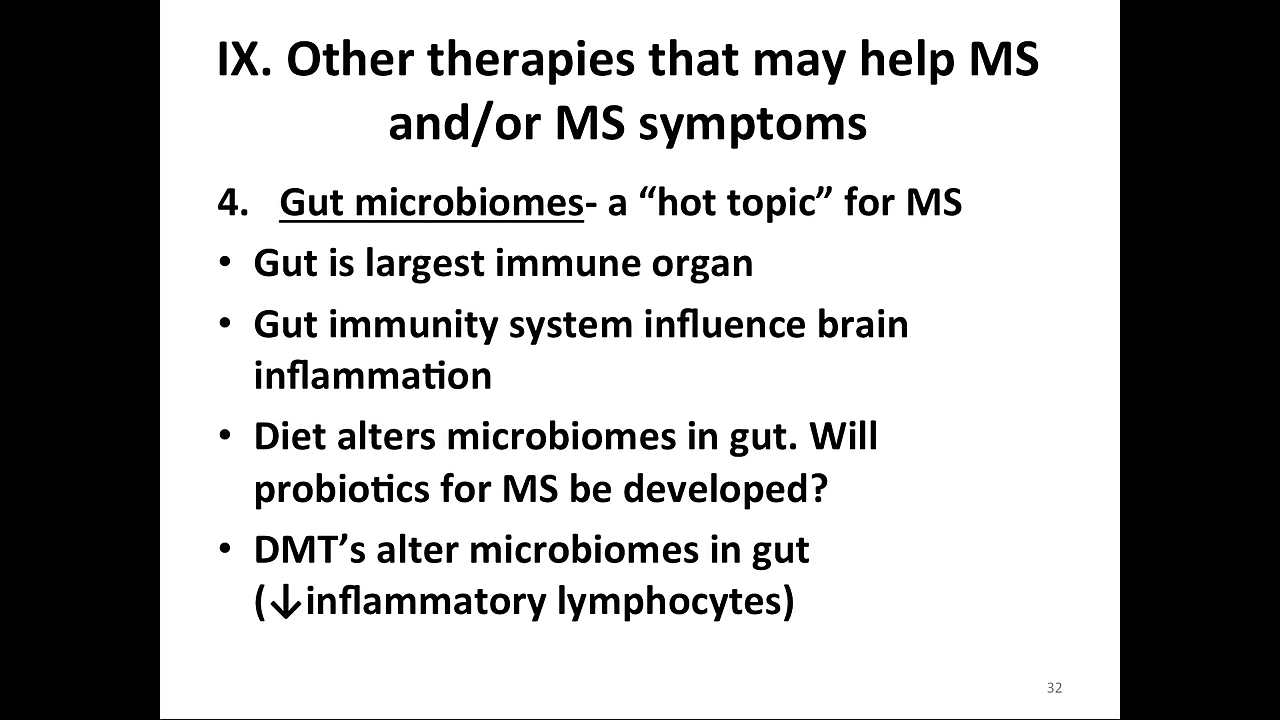 IX. Other therapies that may help MS
and/or MS symptoms
4. Gut microbiomes- a “hot topic” for MS
• Gut is largest immune organ
• Gut immunity system influence brain
inflammation
• Diet alters microbiomes in gut. Will
probiotics for MS be developed?
• DMT’s alter microbiomes in gut
(↓inflammatory lymphocytes)
32